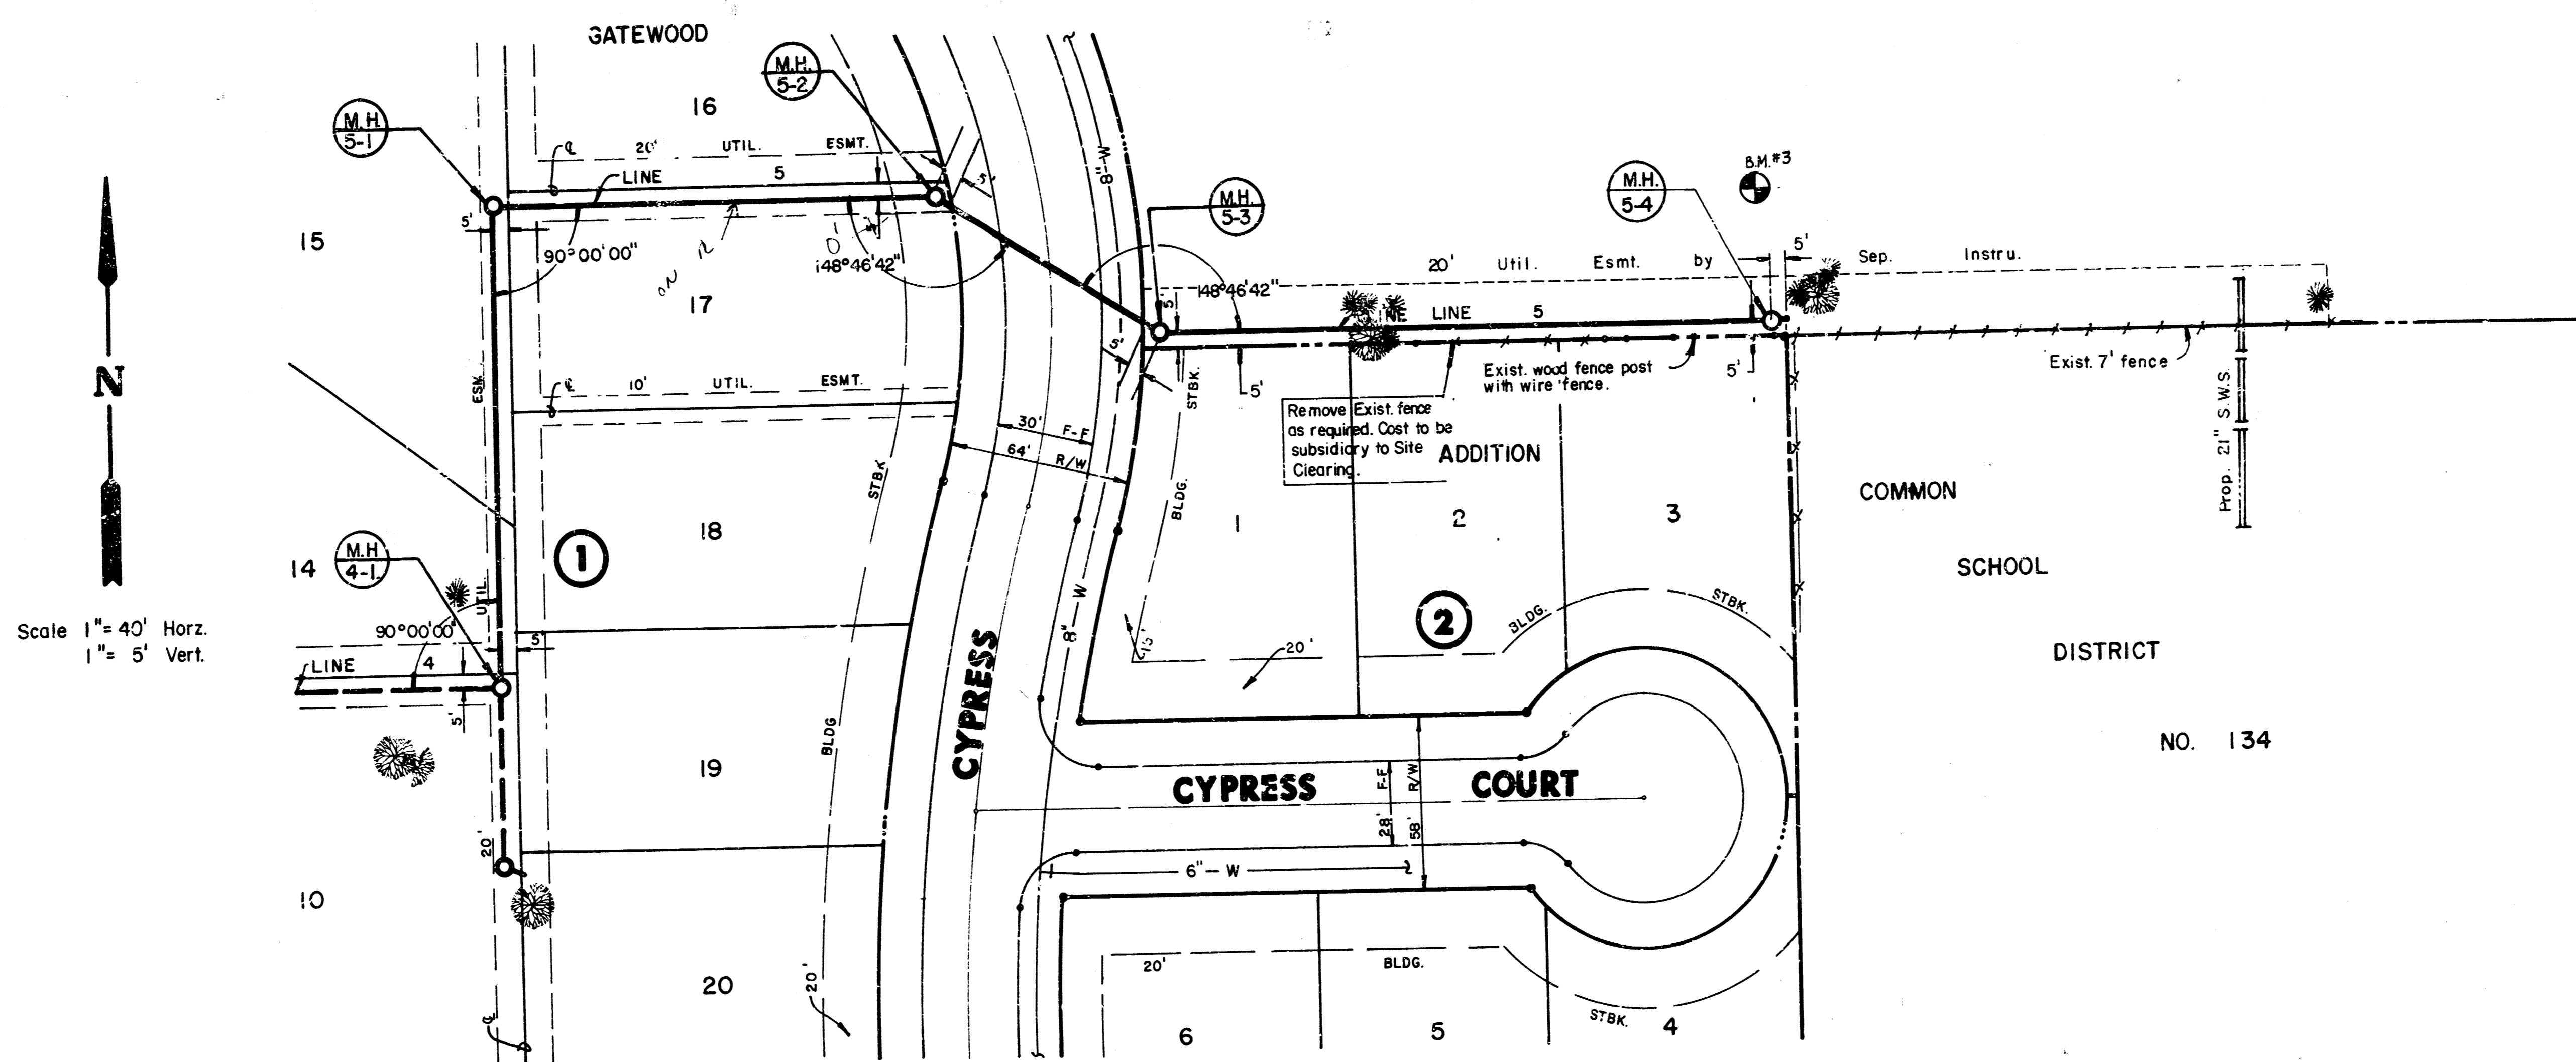 GATEWOOD
M.H.
5-2
16
M.H.
5-1
20' UTIL. ESMT.
LINE 5
5'
8"-W
M.H.
5-3
M.H.
5-4
B.M.#3
15
5'
90°00'00"
148°46'42"
ON
17
148°46'42"
5'
20' Util. Esmt. by Sep. Instru.
5'
LINE 5
5'
5'
5'
Exist. wood fence post
with wire fence.
Exist. 7' fence
N
10' UTIL. ESMT.
STBK.
Remove Exist. fence
as required. Cost to be
subsidiary to Site
Clearing.
ADDITION
30' F-F
64' R/W
STBK
BLDG.
Prop. 21" S.W.S.
COMMON
SCHOOL
DISTRICT
NO. 134
18
1
1
2
3
14
M.H
4-1
UTIL
Scale 1"=40' Horz.
1"= 5' Vert.
90°00'00"
5'
LINE 4
5'
8"
W
2
BLDG.
STBK.
15'
20'
CYPRESS
BLDG
19
CYPRESS COURT
F-F
28'
R/W
58'
20'
6"-W
10
20
20'
20'
BLDG.
STBK.
6
5
4